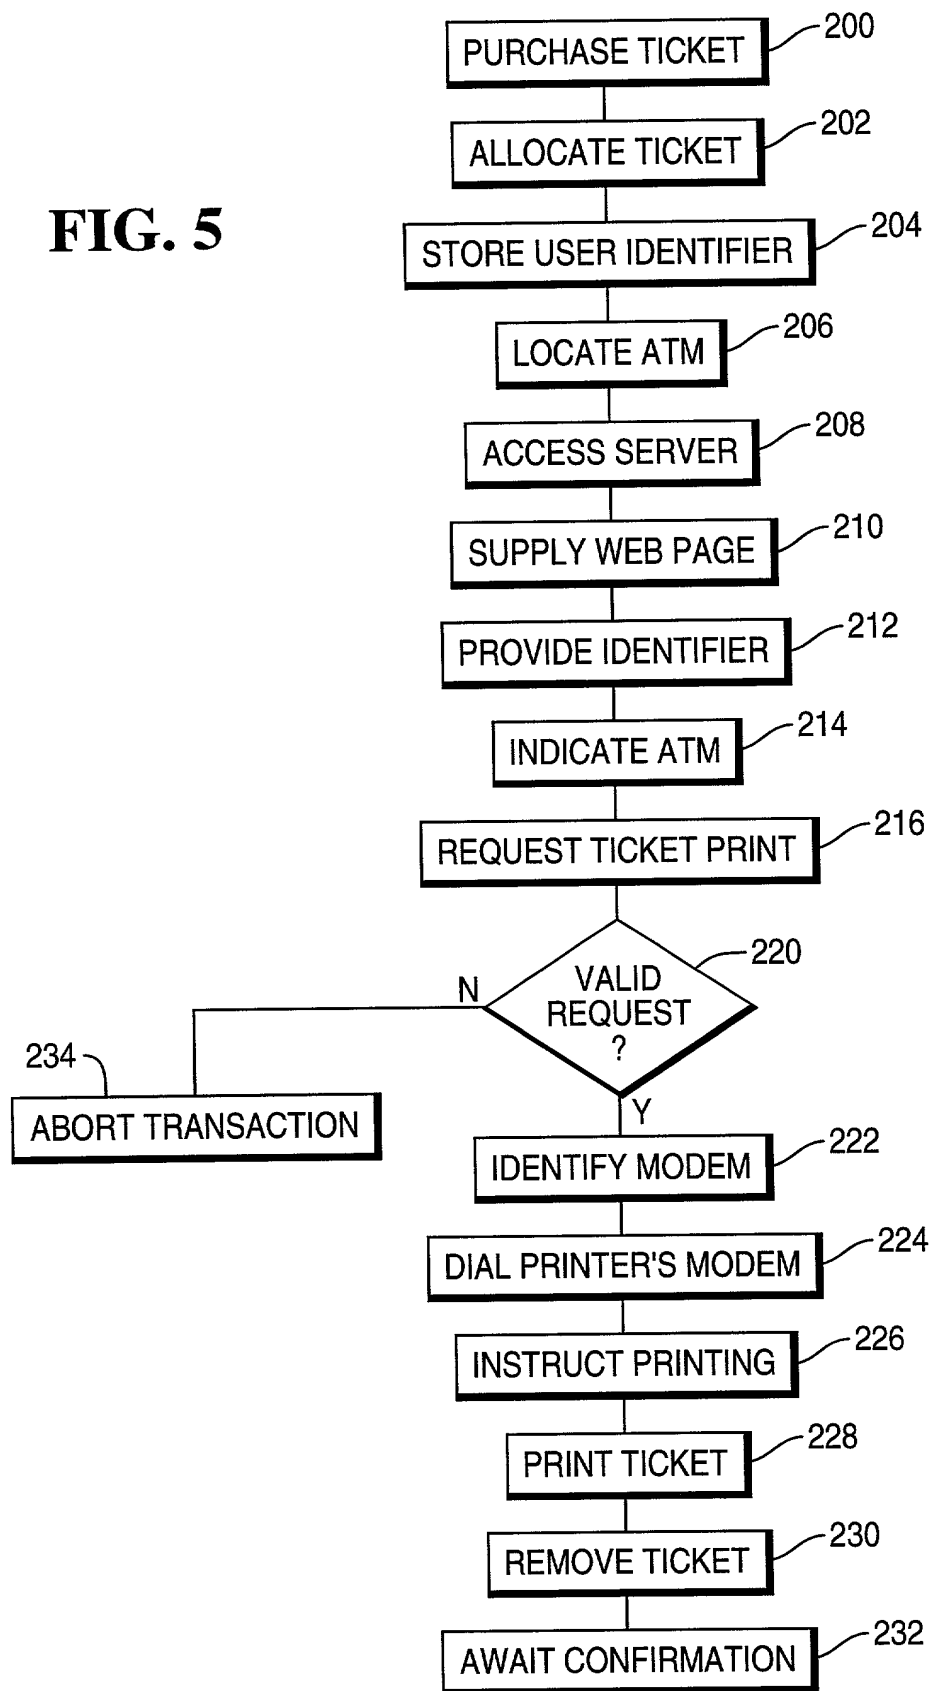 PURCHASE TICKET
200
ALLOCATE TICKET
202
FIG. 5
STORE USER IDENTIFIER
204
LOCATE ATM
206
ACCESS SERVER
208
SUPPLY WEB PAGE
210
PROVIDE IDENTIFIER
212
INDICATE ATM
214
REQUEST TICKET PRINT
216
VALID
REQUEST
?
220
N
234
ABORT TRANSACTION
Y
IDENTIFY MODEM
222
DIAL PRINTER'S MODEM
224
INSTRUCT PRINTING
226
PRINT TICKET
228
REMOVE TICKET
230
AWAIT CONFIRMATION
232